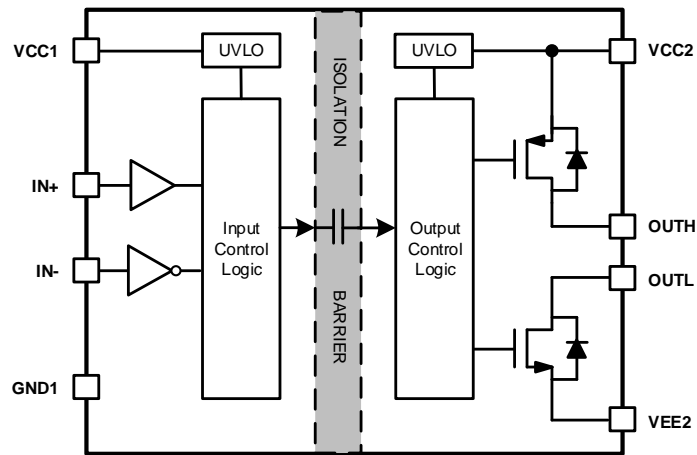 VCC1
UVLO
ISOLATION
UVLO
VCC2
IN+
IN-
Input
Control
Logic
Output
Control
Logic
OUTH
OUTL
BARRIER
GND1
VEE2